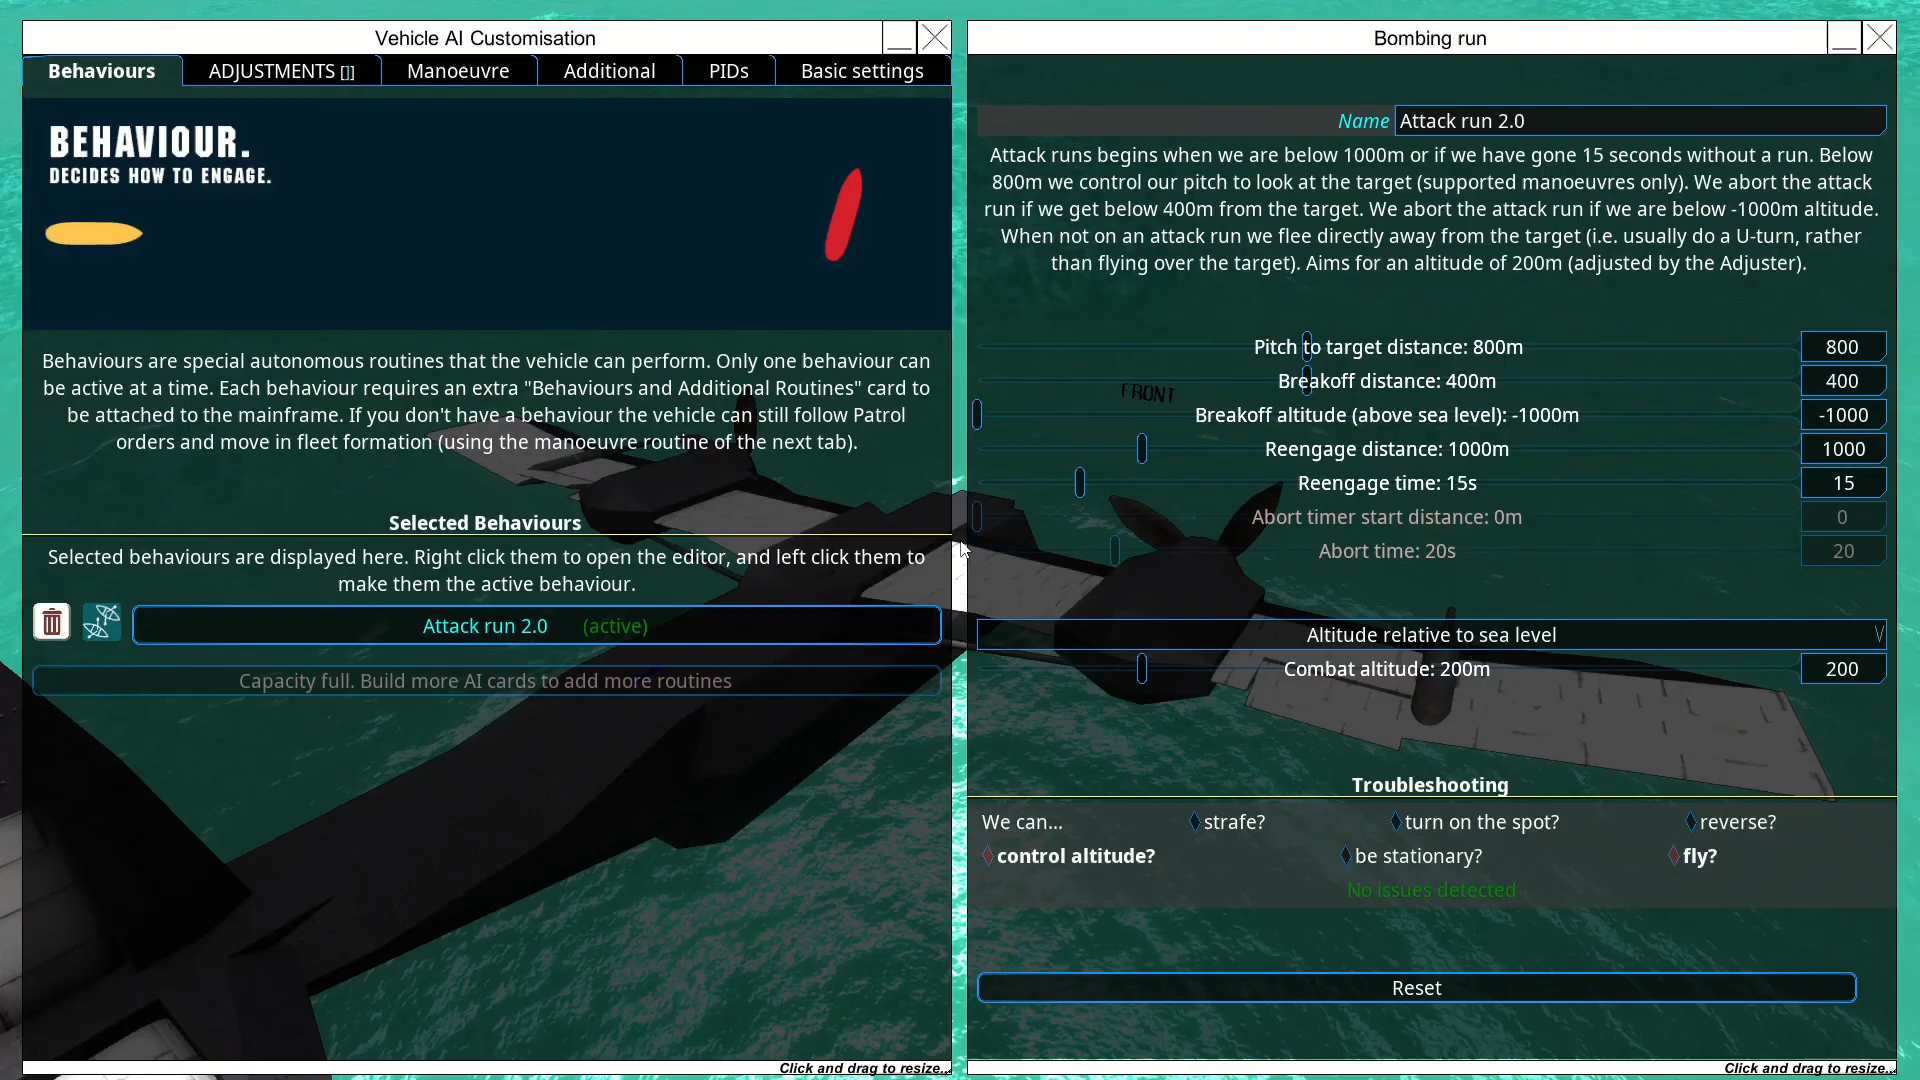 Vehicle AI Customisation
Behaviours
ADJUSTMENTS []
Manoeuvre
Additional
PIDs
Basic settings
BEHAVIOUR.
DECIDES HOW TO ENGAGE.
Behaviours are special autonomous routines that the vehicle can perform. Only one behaviour can
be active at a time. Each behaviour requires an extra "Behaviours and Additional Routines" card to
be attached to the mainframe. If you don't have a behaviour the vehicle can still follow Patrol
orders and move in fleet formation (using the manoeuvre routine of the next tab).
Selected Behaviours
Selected behaviours are displayed here. Right click them to open the editor, and left click them to
make them the active behaviour.
Attack run 2.0 (active)
Capacity full. Build more AI cards to add more routines
Click and drag to resize...
Bombing run
Name Attack run 2.0
Attack runs begins when we are below 1000m or if we have gone 15 seconds without a run. Below
800m we control our pitch to look at the target (supported manoeuvres only). We abort the attack
run if we get below 400m from the target. We abort the attack run if we are below -1000m altitude.
When not on an attack run we flee directly away from the target (i.e. usually do a U-turn, rather
than flying over the target). Aims for an altitude of 200m (adjusted by the Adjuster).
Pitch to target distance: 800m 800
Breakoff distance: 400m 400
FRONT
Breakoff altitude (above sea level): -1000m -1000
Reengage distance: 1000m 1000
Reengage time: 15s 15
Abort timer start distance: 0m 0
Abort time: 20s 20
Altitude relative to sea level
Combat altitude: 200m 200
Troubleshooting
We can... strafe? turn on the spot? reverse?
control altitude? be stationary? fly?
No issues detected
Reset
Click and drag to resize...